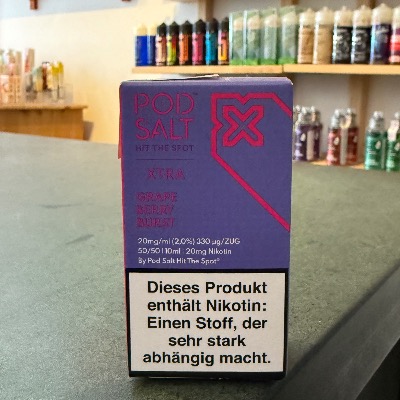 POD
SALT
HIT THE SPOT
XTRA
GRAPE
BERRY
BURST
20mg/ml (2,0%) 330 µg/ZUG
50/50 | 10ml . 20mg Nikotin
By Pod Salt Hit The Spot®
Dieses Produkt
enthält Nikotin:
Einen Stoff, der
sehr stark
abhängig macht.